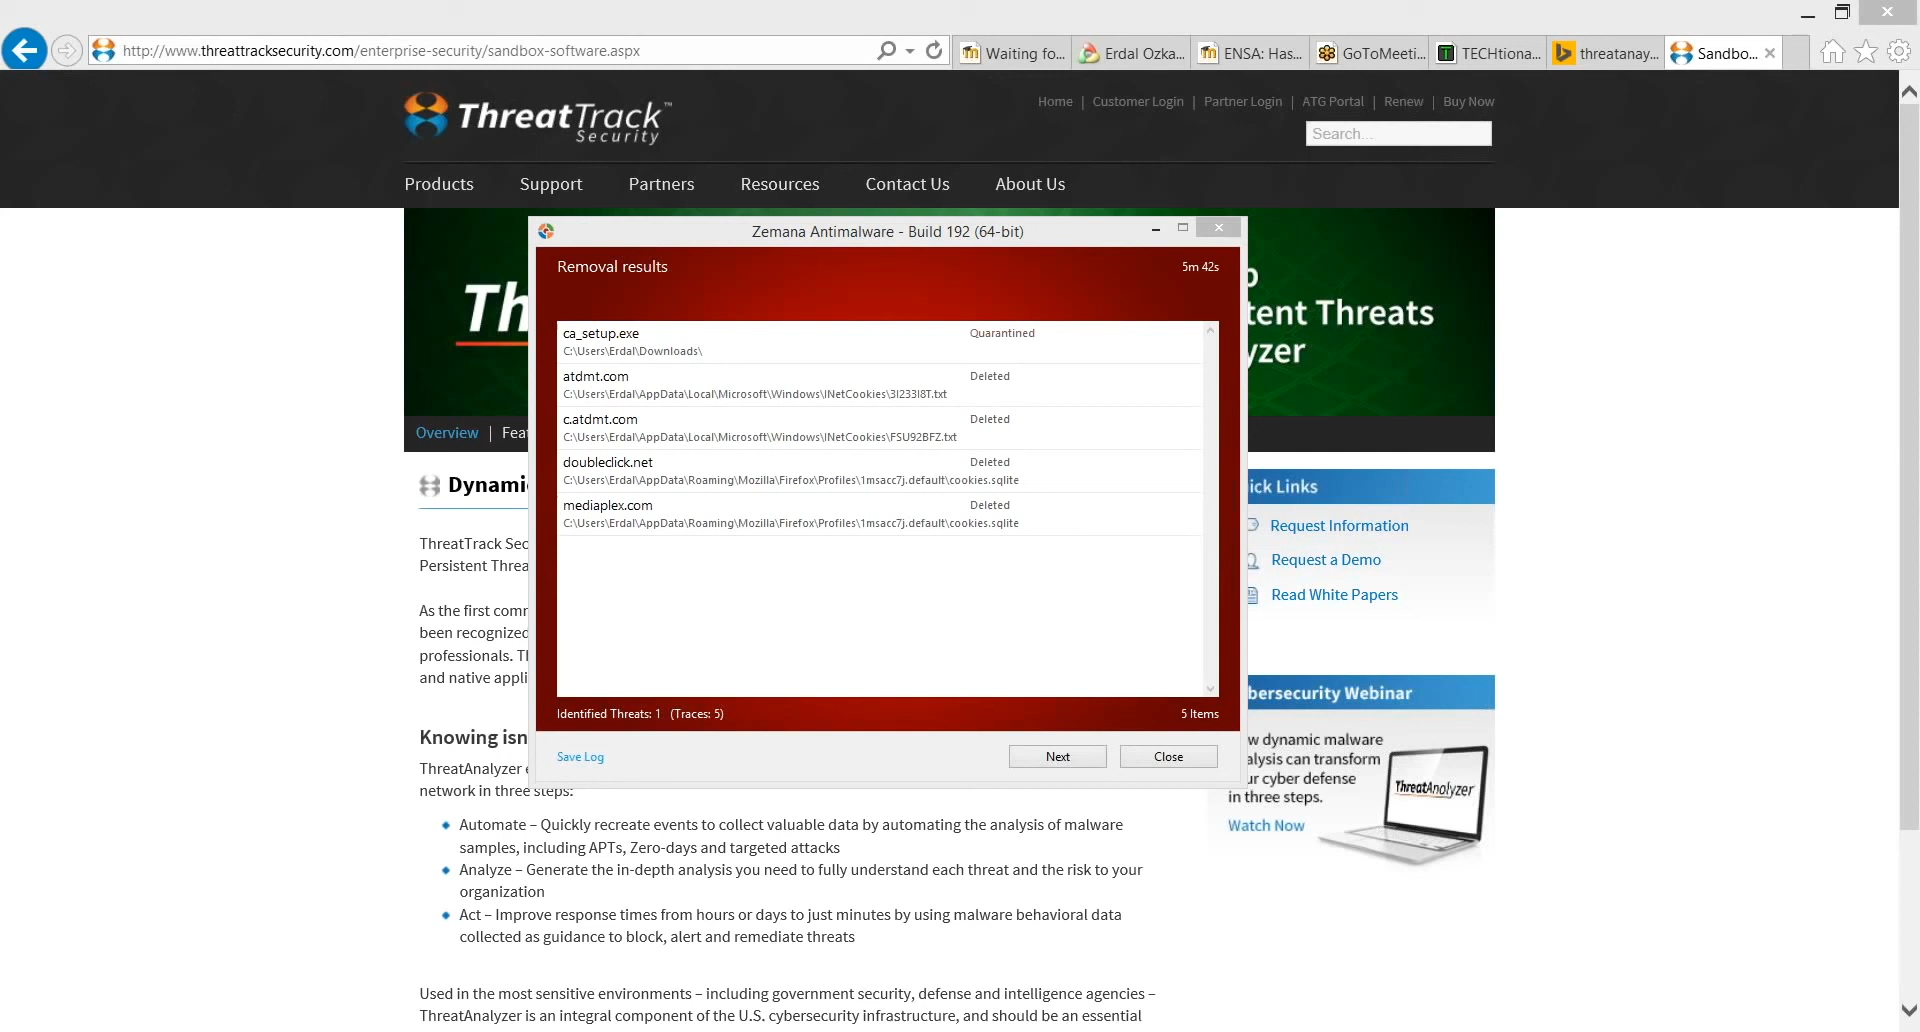 http://www.threattracksecurity.com/enterprise-security/sandbox-software.aspx
Waiting fo...
Erdal Ozka...
ENSA: Has...
GoToMeeti...
TECHtiona...
threatanay...
Sandbo...
ThreatTrack™
Security
Home | Customer Login | Partner Login | ATG Portal | Renew | Buy Now
Search...
Products Support Partners Resources Contact Us About Us
Zemana Antimalware - Build 192 (64-bit)
Removal results 5m 42s
ca_setup.exe Quarantined
C:\Users\Erdal\Downloads\
atdmt.com Deleted
C:\Users\Erdal\AppData\Local\Microsoft\Windows\INetCookies\3I233I8T.txt
c.atdmt.com Deleted
C:\Users\Erdal\AppData\Local\Microsoft\Windows\INetCookies\FSU92BFZ.txt
doubleclick.net Deleted
C:\Users\Erdal\AppData\Roaming\Mozilla\Firefox\Profiles\1msacc7j.default\cookies.sqlite
mediaplex.com Deleted
C:\Users\Erdal\AppData\Roaming\Mozilla\Firefox\Profiles\1msacc7j.default\cookies.sqlite
Identified Threats: 1 (Traces: 5) 5 Items
Save Log Next Close
Th
tent Threats
yzer
Overview | Feat
Dynami
ThreatTrack Sec
Persistent Threa
As the first comm
been recognized
professionals. Th
and native appli
Knowing isn
ThreatAnalyzer e
network in three steps:
Automate – Quickly recreate events to collect valuable data by automating the analysis of malware
samples, including APTs, Zero-days and targeted attacks
Analyze – Generate the in-depth analysis you need to fully understand each threat and the risk to your
organization
Act – Improve response times from hours or days to just minutes by using malware behavioral data
collected as guidance to block, alert and remediate threats
Used in the most sensitive environments – including government security, defense and intelligence agencies –
ThreatAnalyzer is an integral component of the U.S. cybersecurity infrastructure, and should be an essential
ick Links
Request Information
Request a Demo
Read White Papers
bersecurity Webinar
w dynamic malware
alysis can transform
ur cyber defense
in three steps.
Watch Now
ThreatAnalyzer